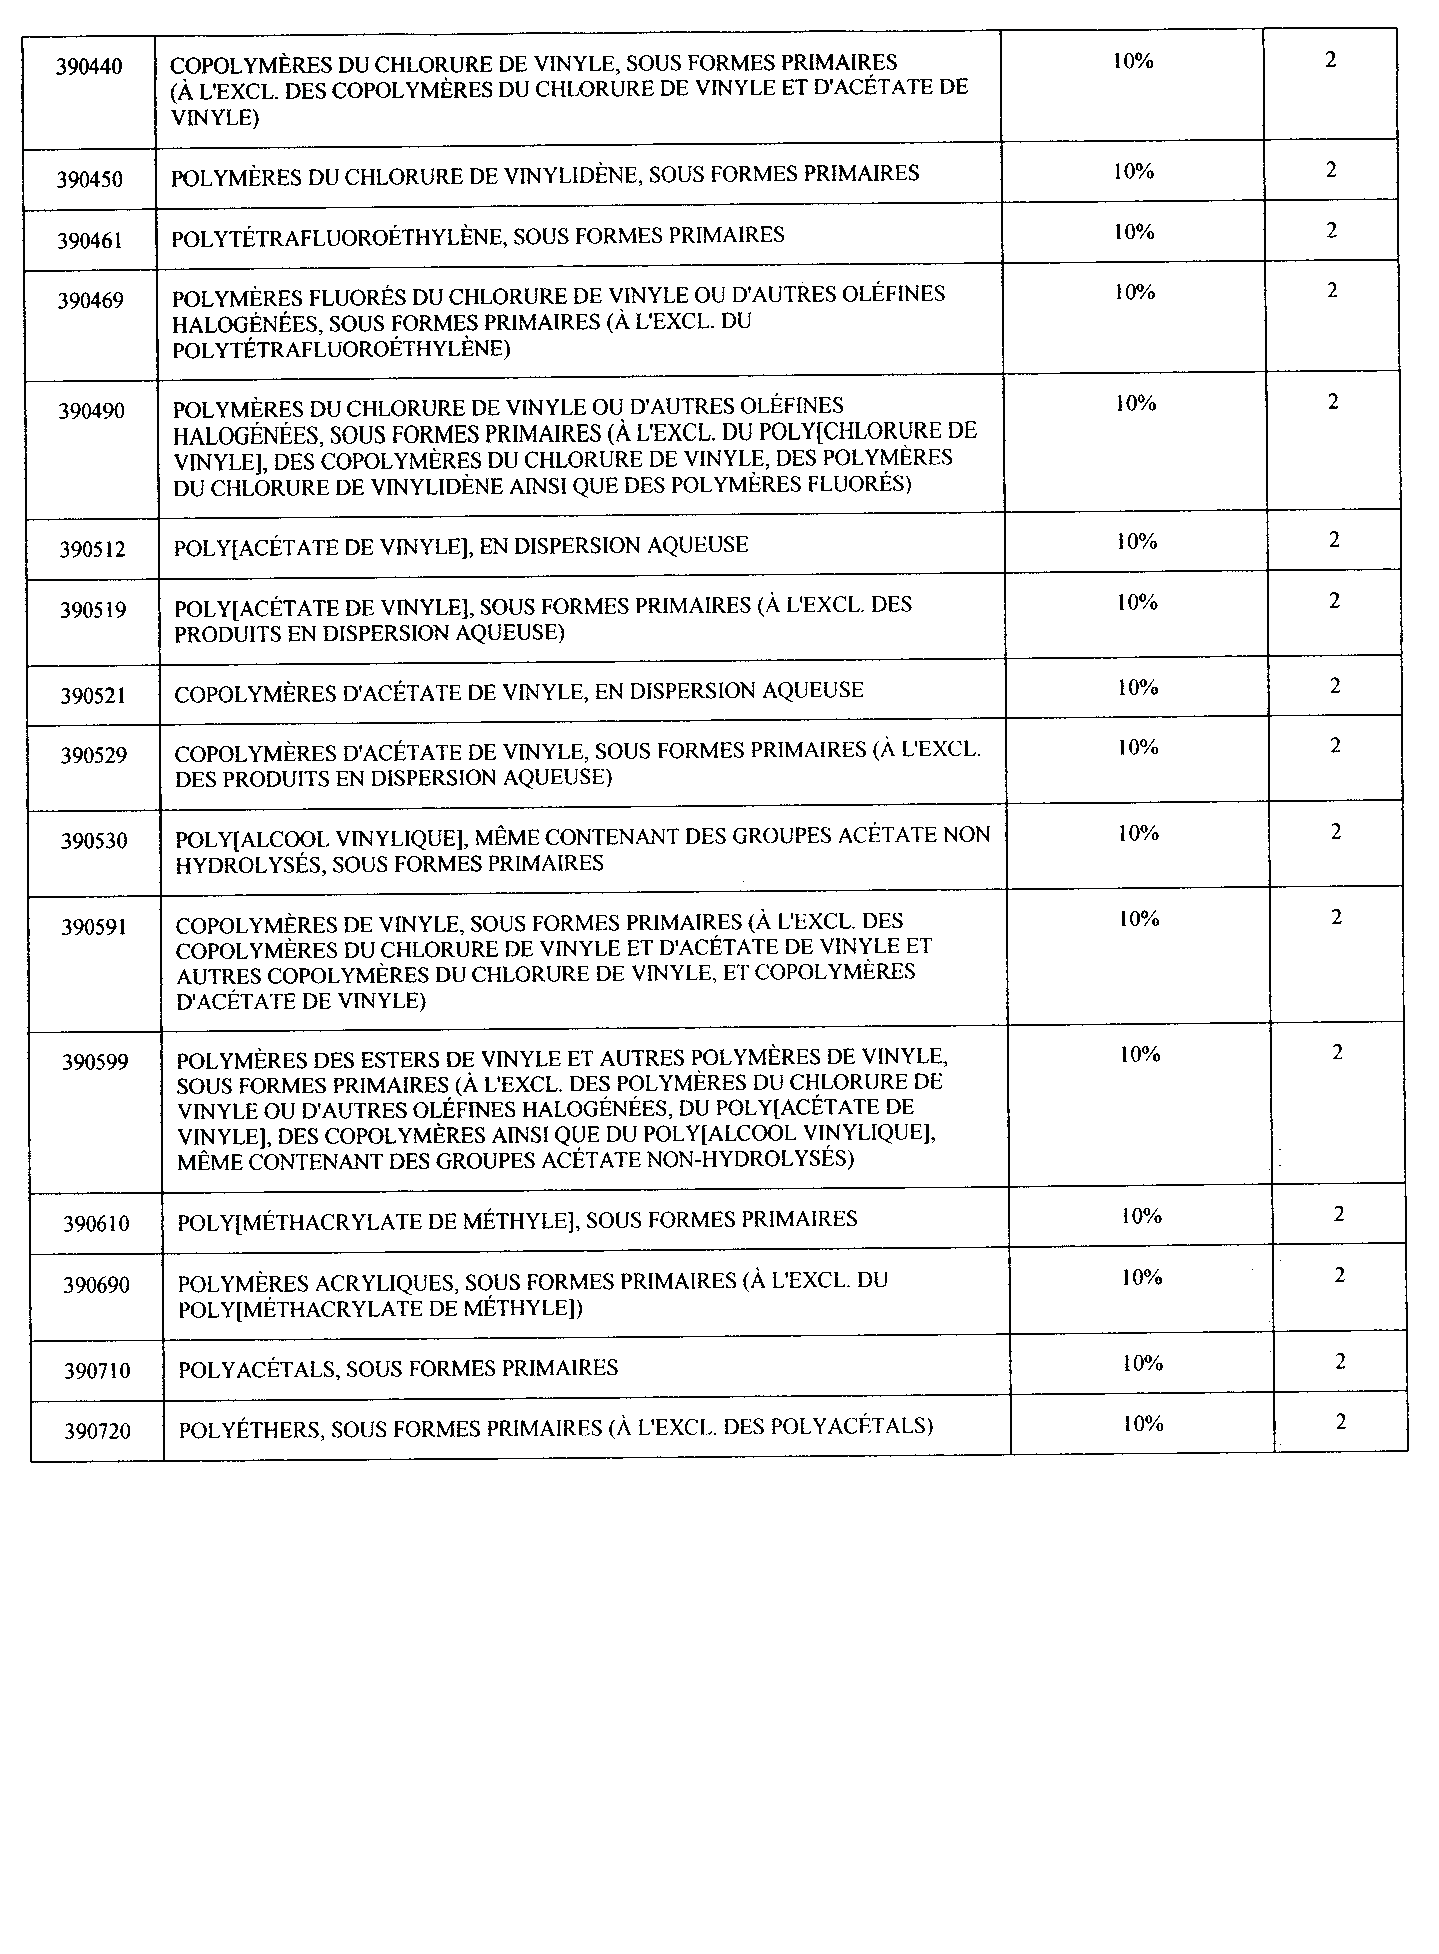 390440 COPOLYMÈRES DU CHLORURE DE VINYLE, SOUS FORMES PRIMAIRES 10% 2
(À L'EXCL. DES COPOLYMÈRES DU CHLORURE DE VINYLE ET D'ACÉTATE DE
VINYLE)
390450 POLYMÈRES DU CHLORURE DE VINYLIDÈNE, SOUS FORMES PRIMAIRES 10% 2
390461 POLYTÉTRAFLUOROÉTHYLÈNE, SOUS FORMES PRIMAIRES 10% 2
390469 POLYMÈRES FLUORÉS DU CHLORURE DE VINYLE OU D'AUTRES OLÉFINES 10% 2
HALOGÉNÉES, SOUS FORMES PRIMAIRES (À L'EXCL. DU
POLYTÉTRAFLUOROÉTHYLÈNE)
390490 POLYMÈRES DU CHLORURE DE VINYLE OU D'AUTRES OLÉFINES 10% 2
HALOGÉNÉES, SOUS FORMES PRIMAIRES (À L'EXCL. DU POLY[CHLORURE DE
VINYLE], DES COPOLYMÈRES DU CHLORURE DE VINYLE, DES POLYMÈRES
DU CHLORURE DE VINYLIDÈNE AINSI QUE DES POLYMÈRES FLUORÉS)
390512 POLY[ACÉTATE DE VINYLE], EN DISPERSION AQUEUSE 10% 2
390519 POLY[ACÉTATE DE VINYLE], SOUS FORMES PRIMAIRES (À L'EXCL. DES 10% 2
PRODUITS EN DISPERSION AQUEUSE)
390521 COPOLYMÈRES D'ACÉTATE DE VINYLE, EN DISPERSION AQUEUSE 10% 2
390529 COPOLYMÈRES D'ACÉTATE DE VINYLE, SOUS FORMES PRIMAIRES (À L'EXCL. 10% 2
DES PRODUITS EN DISPERSION AQUEUSE)
390530 POLY[ALCOOL VINYLIQUE], MÊME CONTENANT DES GROUPES ACÉTATE NON 10% 2
HYDROLYSÉS, SOUS FORMES PRIMAIRES
390591 COPOLYMÈRES DE VINYLE, SOUS FORMES PRIMAIRES (À L'EXCL. DES 10% 2
COPOLYMÈRES DU CHLORURE DE VINYLE ET D'ACÉTATE DE VINYLE ET
AUTRES COPOLYMÈRES DU CHLORURE DE VINYLE, ET COPOLYMÈRES
D'ACÉTATE DE VINYLE)
390599 POLYMÈRES DES ESTERS DE VINYLE ET AUTRES POLYMÈRES DE VINYLE, 10% 2
SOUS FORMES PRIMAIRES (À L'EXCL. DES POLYMÈRES DU CHLORURE DE
VINYLE OU D'AUTRES OLÉFINES HALOGÉNÉES, DU POLY[ACÉTATE DE
VINYLE], DES COPOLYMÈRES AINSI QUE DU POLY[ALCOOL VINYLIQUE],
MÊME CONTENANT DES GROUPES ACÉTATE NON-HYDROLYSÉS)
390610 POLY[MÉTHACRYLATE DE MÉTHYLE], SOUS FORMES PRIMAIRES 10% 2
390690 POLYMÈRES ACRYLIQUES, SOUS FORMES PRIMAIRES (À L'EXCL. DU 10% 2
POLY[MÉTHACRYLATE DE MÉTHYLE])
390710 POLYACÉTALS, SOUS FORMES PRIMAIRES 10% 2
390720 POLYÉTHERS, SOUS FORMES PRIMAIRES (À L'EXCL. DES POLYACÉTALS) 10% 2